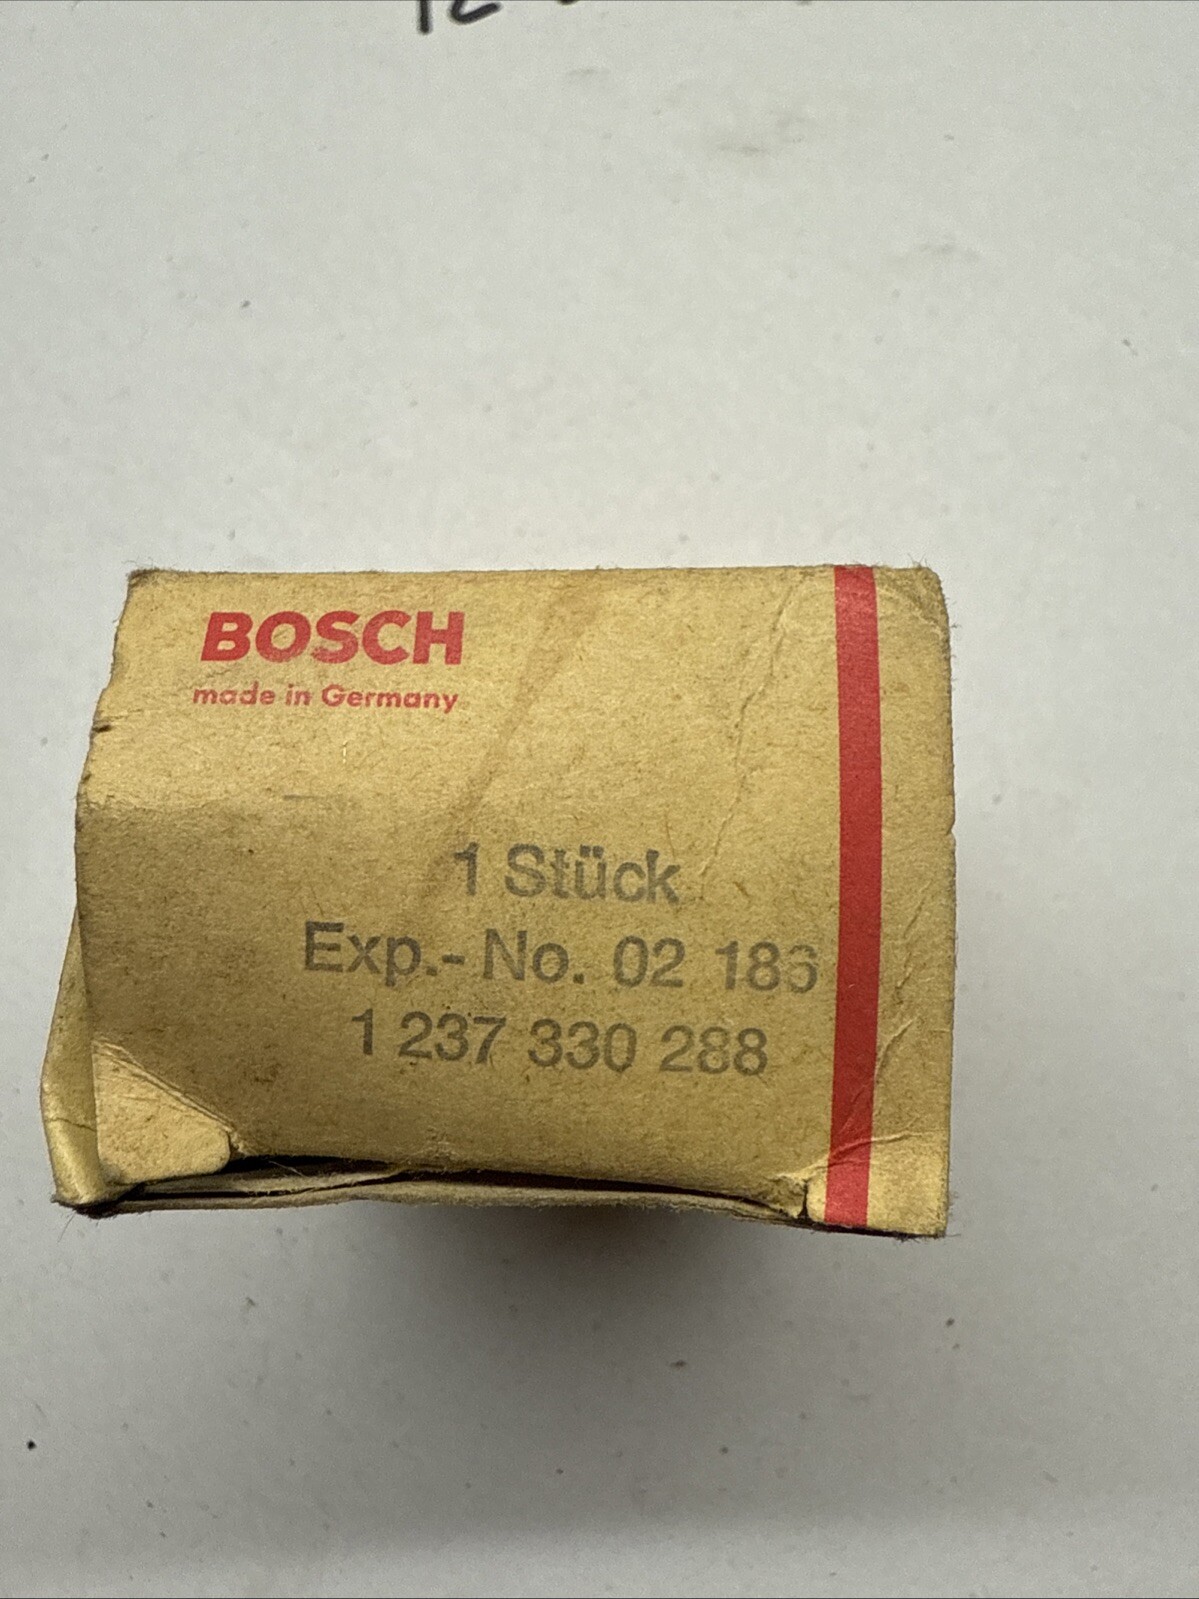 BOSCH
made in Germany
1 Stück
Exp.-No. 02 186
1 237 330 288